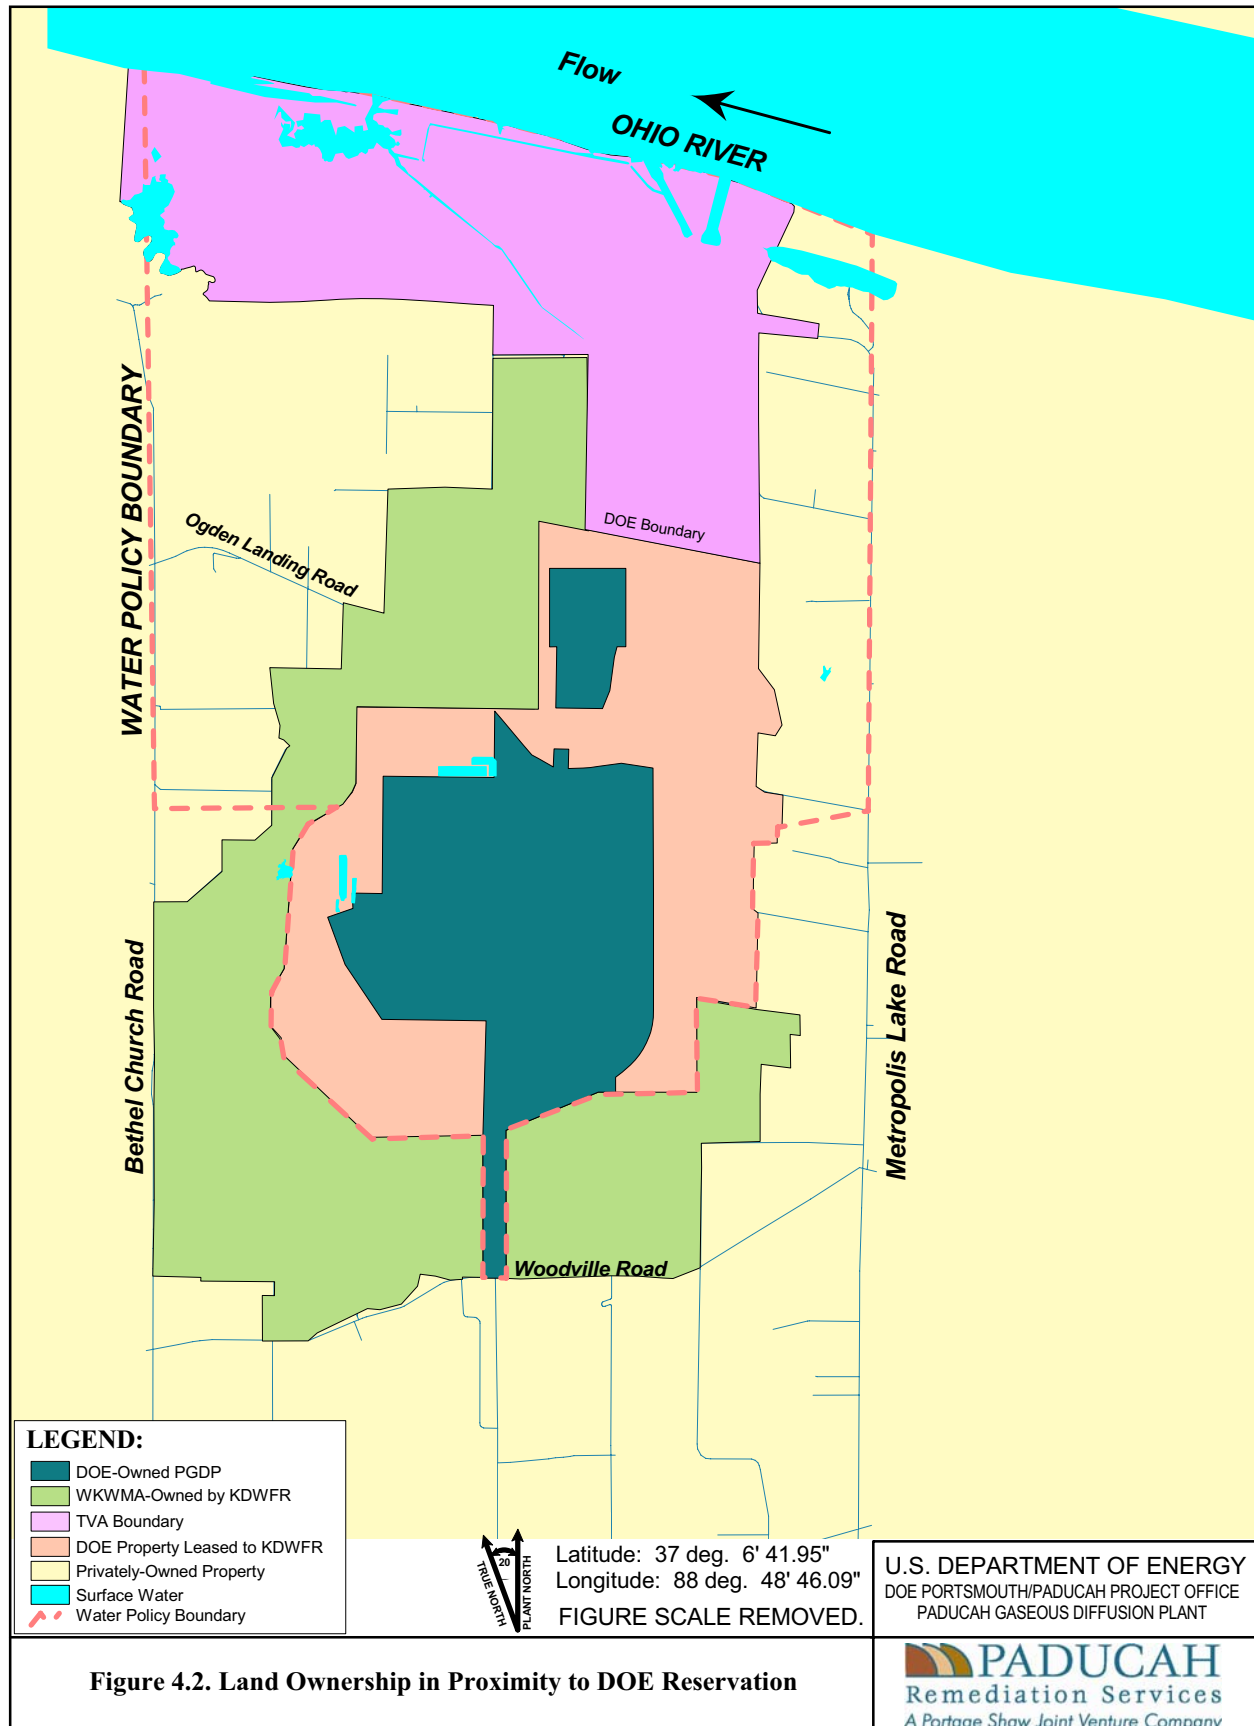 Flow
OHIO RIVER
WATER POLICY BOUNDARY
DOE Boundary
Ogden Landing Road
Bethel Church Road
Metropolis Lake Road
Woodville Road
LEGEND:
DOE-Owned PGDP
WKWMA-Owned by KDWFR
TVA Boundary
DOE Property Leased to KDWFR
Privately-Owned Property
Surface Water
Water Policy Boundary
TRUE NORTH
20
PLANT NORTH
Latitude: 37 deg. 6' 41.95"
Longitude: 88 deg. 48' 46.09"
FIGURE SCALE REMOVED.
U.S. DEPARTMENT OF ENERGY
DOE PORTSMOUTH/PADUCAH PROJECT OFFICE
PADUCAH GASEOUS DIFFUSION PLANT
Figure 4.2. Land Ownership in Proximity to DOE Reservation
PADUCAH
Remediation Services
A Portage Shaw Joint Venture Company